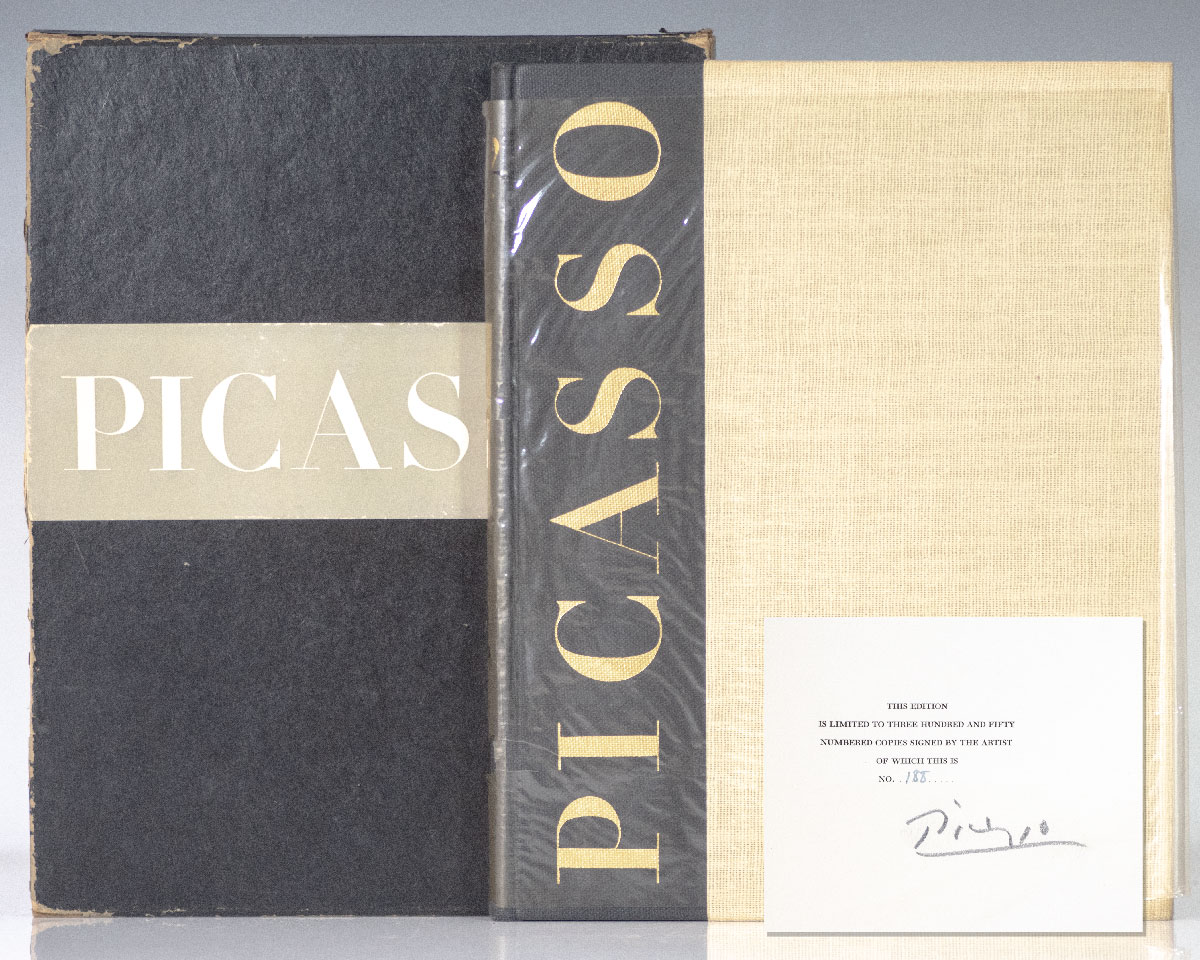 PICAS
PICASSO
THIS EDITION
IS LIMITED TO THREE HUNDRED AND FIFTY
NUMBERED COPIES SIGNED BY THE ARTIST
OF WHICH THIS IS
NO. . 188. . . . .
Picasso